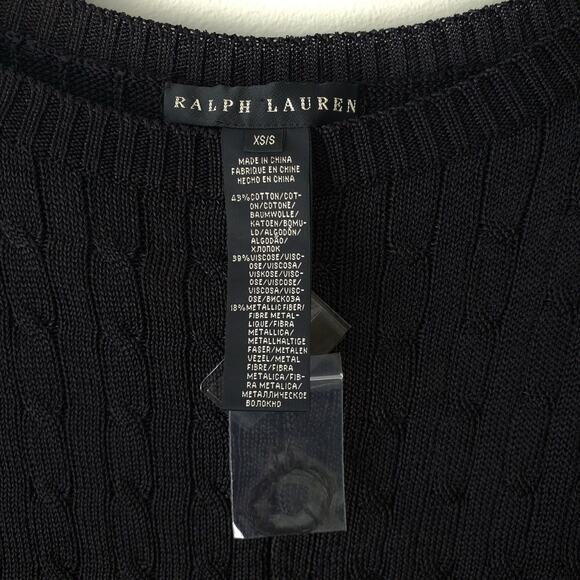 RALPH LAUREN
XS/S
MADE IN CHINA
FABRIQUE EN CHINE
HECHO EN CHINA
43%COTTON/COT-
ON/COTONE/
BAUMWOLLE/
KATOEN/BOMU-
LD/ALGODÓN/
ALGODÃO/
ХЛОПОК
39%VISCOSE/VISC-
OSE/VISCOSA/
VISKOSE/VISC-
OSE/VISCOSE/
VISCOSA/VISC-
OSE/ВИСКОЗА
18%METALLIC FIBER/
FIBRE METAL-
LIQUE/FIBRA
METALLICA/
METALLHALTIGE
FASER/METALEN
VEZEL/METAL
FIBRE/FIBRA
METALICA/FIB-
RA METALICA/
МЕТАЛЛИЧЕСКОЕ
ВОЛОКНО